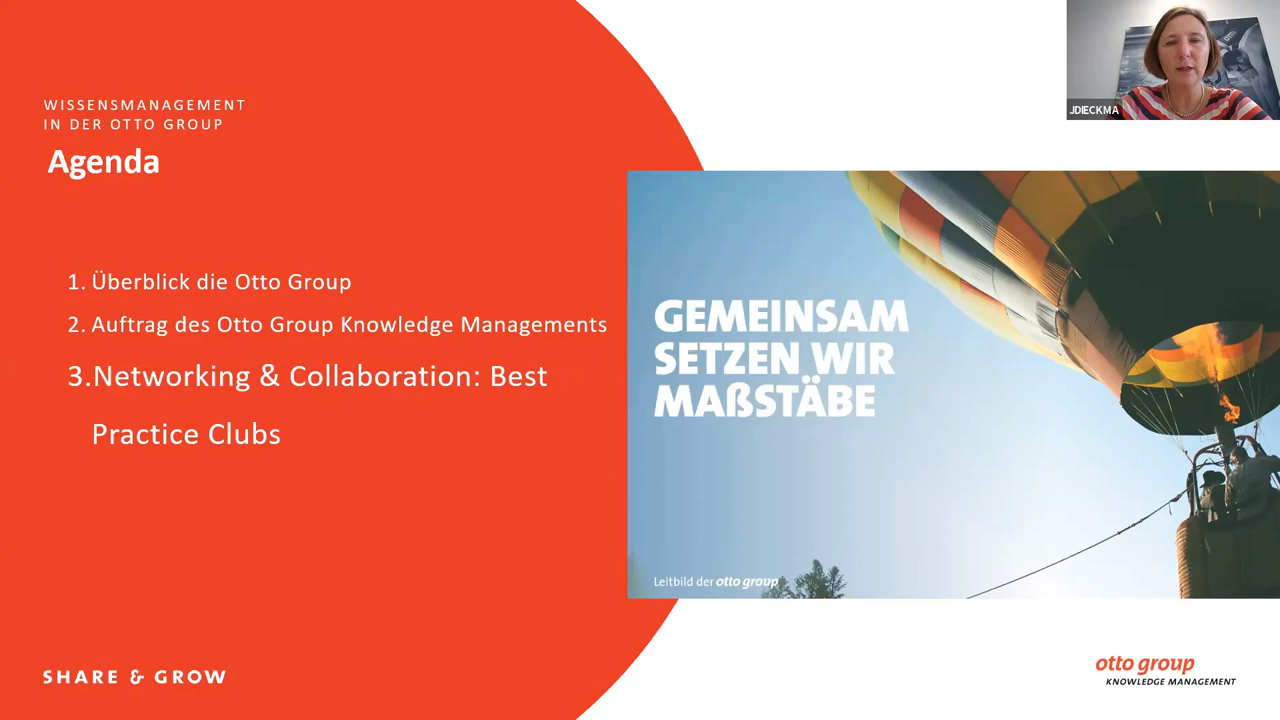 WISSENSMANAGEMENT
IN DER OTTO GROUP
Agenda
1. Überblick die Otto Group
2. Auftrag des Otto Group Knowledge Managements
3.Networking & Collaboration: Best
Practice Clubs
SHARE & GROW
JDIECKMA
GEMEINSAM
SETZEN WIR
MAßSTÄBE
Leitbild der otto group
otto group
KNOWLEDGE MANAGEMENT